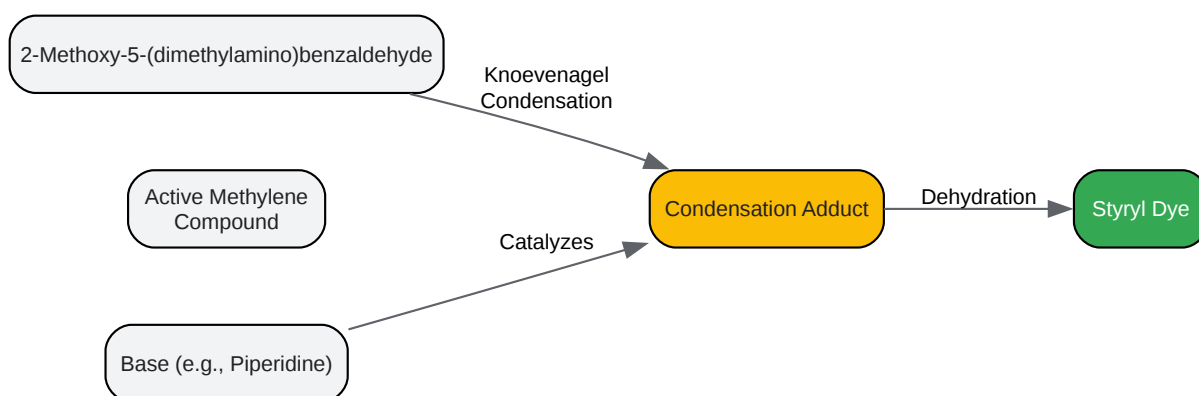 2-Methoxy-5-(dimethylamino)benzaldehyde
Knoevenagel
Condensation
Active Methylene
Compound
Condensation Adduct
Dehydration
Styryl Dye
Catalyzes
Base (e.g., Piperidine)